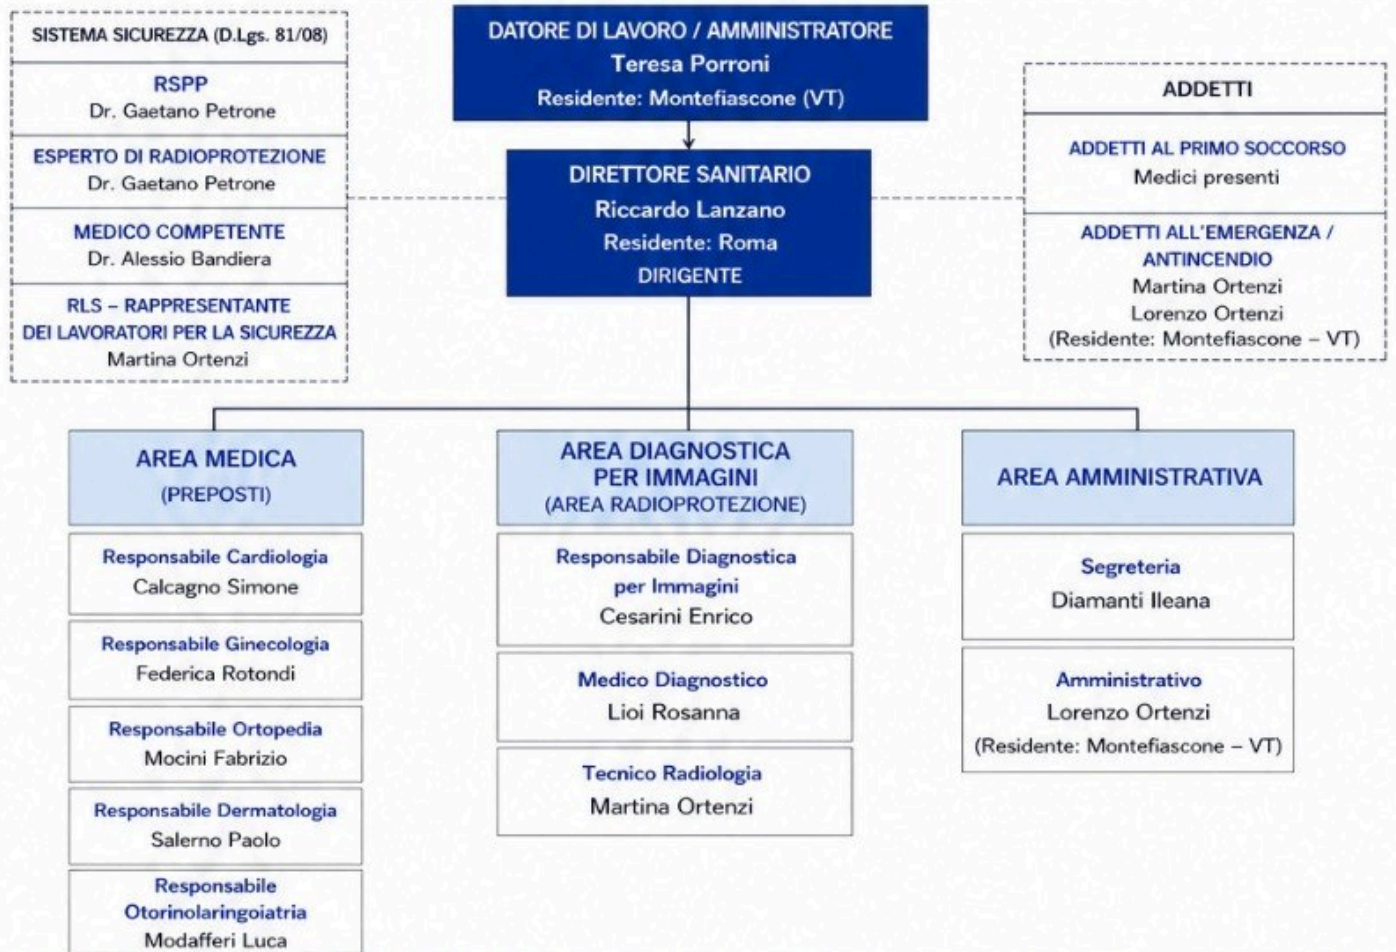 SISTEMA SICUREZZA (D.Lgs. 81/08)
RSPP
Dr. Gaetano Petrone
ESPERTO DI RADIOPROTEZIONE
Dr. Gaetano Petrone
MEDICO COMPETENTE
Dr. Alessio Bandiera
RLS – RAPPRESENTANTE
DEI LAVORATORI PER LA SICUREZZA
Martina Ortenzi
DATORE DI LAVORO / AMMINISTRATORE
Teresa Porroni
Residente: Montefiascone (VT)
DIRETTORE SANITARIO
Riccardo Lanzano
Residente: Roma
DIRIGENTE
ADDETTI
ADDETTI AL PRIMO SOCCORSO
Medici presenti
ADDETTI ALL'EMERGENZA /
ANTINCENDIO
Martina Ortenzi
Lorenzo Ortenzi
(Residente: Montefiascone – VT)
AREA MEDICA
(PREPOSTI)
Responsabile Cardiologia
Calcagno Simone
Responsabile Ginecologia
Federica Rotondi
Responsabile Ortopedia
Mocini Fabrizio
Responsabile Dermatologia
Salerno Paolo
Responsabile
Otorinolaringoiatria
Modafferi Luca
AREA DIAGNOSTICA
PER IMMAGINI
(AREA RADIOPROTEZIONE)
Responsabile Diagnostica
per Immagini
Cesarini Enrico
Medico Diagnostico
Lioi Rosanna
Tecnico Radiologia
Martina Ortenzi
AREA AMMINISTRATIVA
Segreteria
Diamanti Ileana
Amministrativo
Lorenzo Ortenzi
(Residente: Montefiascone – VT)